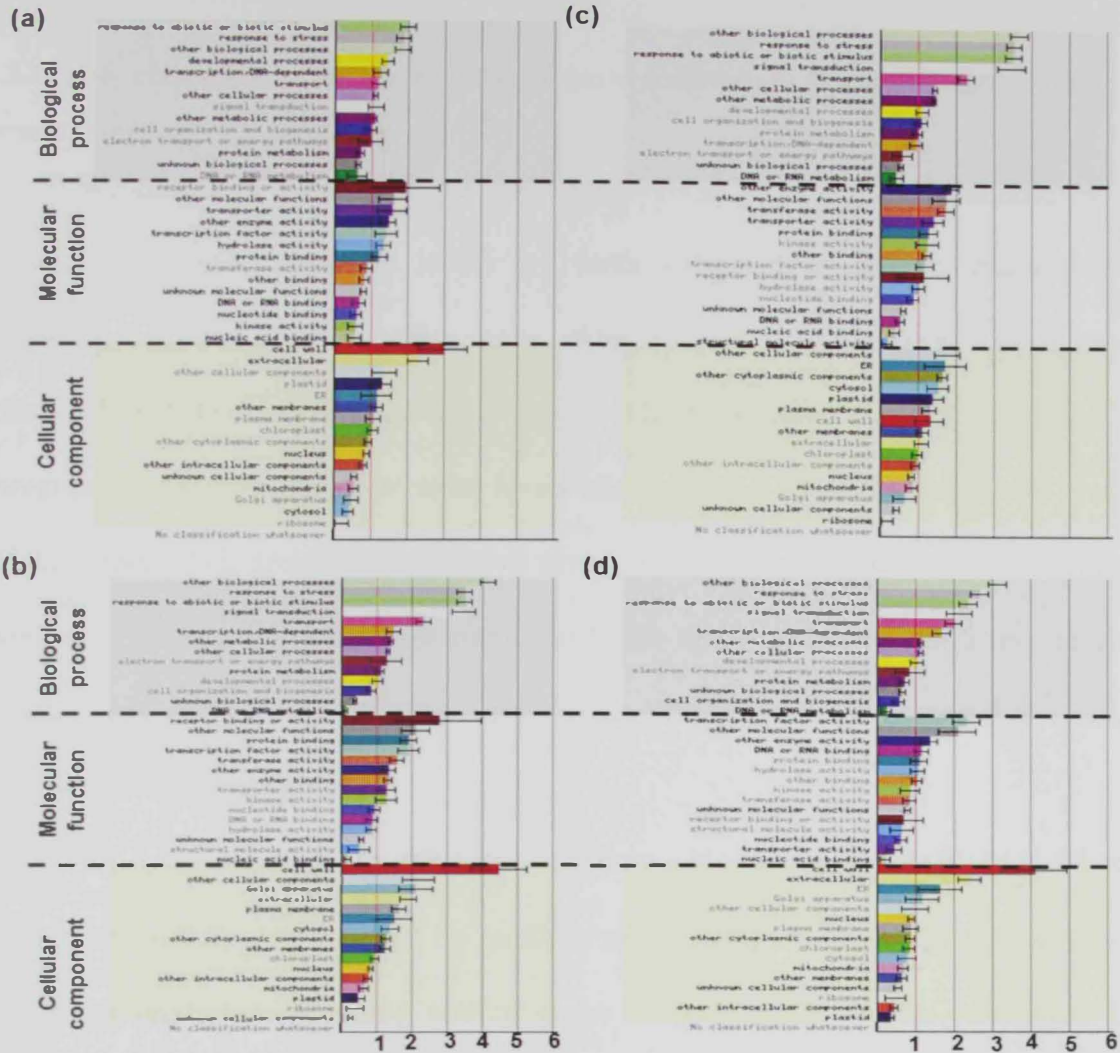 (a)
Biological process
response to abiotic or biotic stimulus
response to stress
other biological processes
developmental processes
transcription,DNA-dependent
transport
other cellular processes
signal transduction
other metabolic processes
cell organization and biogenesis
electron transport or energy pathways
protein metabolism
unknown biological processes
DNA or RNA metabolism
Molecular function
receptor binding or activity
other molecular functions
transporter activity
other enzyme activity
transcription factor activity
hydrolase activity
protein binding
transferase activity
other binding
unknown molecular functions
DNA or RNA binding
nucleotide binding
kinase activity
nucleic acid binding
Cellular component
cell wall
extracellular
other cellular components
plastid
ER
other membranes
plasma membrane
chloroplast
other cytoplasmic components
nucleus
other intracellular components
unknown cellular components
mitochondria
Golgi apparatus
cytosol
ribosome
No classification whatsoever
1 2 3 4 5 6
(c)
other biological processes
response to stress
response to abiotic or biotic stimulus
signal transduction
transport
other cellular processes
other metabolic processes
developmental processes
cell organization and biogenesis
protein metabolism
transcription,DNA-dependent
electron transport or energy pathways
unknown biological processes
DNA or RNA metabolism
other enzyme activity
other molecular functions
transferase activity
transporter activity
protein binding
kinase activity
other binding
transcription factor activity
receptor binding or activity
hydrolase activity
nucleotide binding
unknown molecular functions
DNA or RNA binding
nucleic acid binding
structural molecule activity
other cellular components
ER
other cytoplasmic components
cytosol
plastid
plasma membrane
cell wall
other membranes
extracellular
chloroplast
other intracellular components
nucleus
mitochondria
Golgi apparatus
unknown cellular components
ribosome
No classification whatsoever
1 2 3 4 5 6
(b)
Biological process
other biological processes
response to stress
response to abiotic or biotic stimulus
signal transduction
transport
transcription,DNA-dependent
other metabolic processes
other cellular processes
electron transport or energy pathways
protein metabolism
developmental processes
cell organization and biogenesis
unknown biological processes
DNA or RNA metabolism
Molecular function
receptor binding or activity
other molecular functions
protein binding
transcription factor activity
transferase activity
other enzyme activity
other binding
transporter activity
kinase activity
nucleotide binding
DNA or RNA binding
hydrolase activity
unknown molecular functions
structural molecule activity
nucleic acid binding
Cellular component
cell wall
other cellular components
Golgi apparatus
extracellular
plasma membrane
ER
cytosol
other cytoplasmic components
other membranes
chloroplast
nucleus
other intracellular components
mitochondria
plastid
ribosome
cellular components
No classification whatsoever
1 2 3 4 5 6
(d)
other biological processes
response to stress
response to abiotic or biotic stimulus
signal transduction
transport
transcription,DNA-dependent
other metabolic processes
other cellular processes
developmental processes
electron transport or energy pathways
protein metabolism
unknown biological processes
cell organization and biogenesis
DNA or RNA metabolism
transcription factor activity
other molecular functions
other enzyme activity
DNA or RNA binding
protein binding
hydrolase activity
other binding
kinase activity
transferase activity
unknown molecular functions
receptor binding or activity
structural molecule activity
nucleotide binding
transporter activity
nucleic acid binding
cell wall
extracellular
ER
Golgi apparatus
other cellular components
nucleus
plasma membrane
other cytoplasmic components
chloroplast
cytosol
mitochondria
other membranes
unknown cellular components
ribosome
other intracellular components
plastid
No classification whatsoever
1 2 3 4 5 6